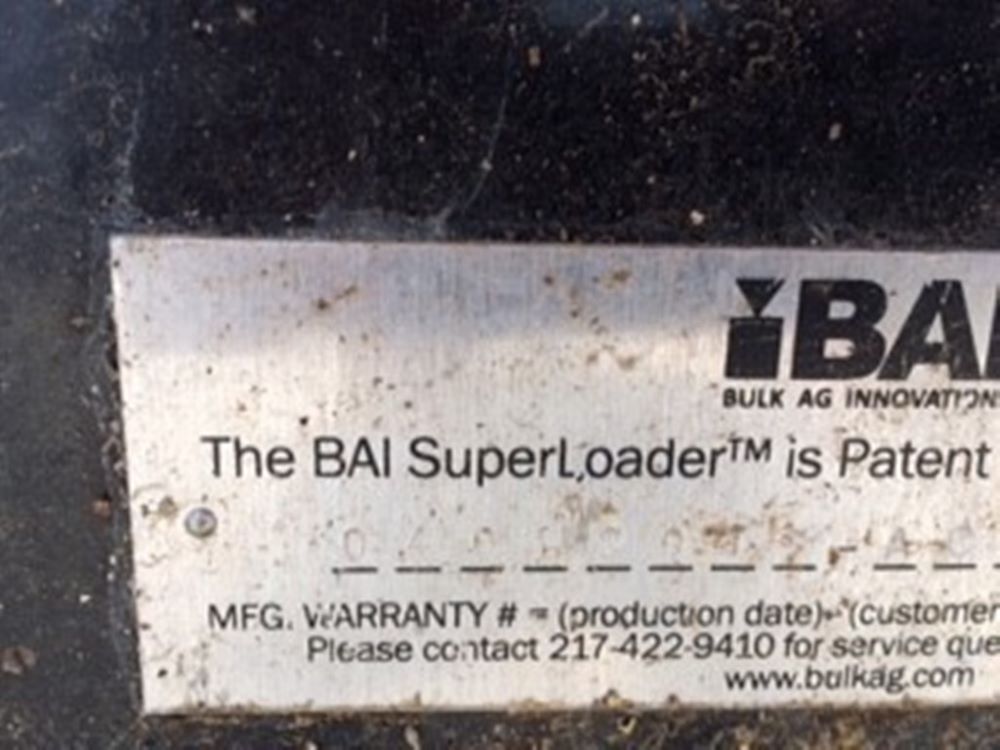 BAI
BULK AG INNOVATION
The BAI SuperLoader™ is Patent
MFG. WARRANTY # = (production date)-(customer
Please contact 217-422-9410 for service que
www.bulkag.com